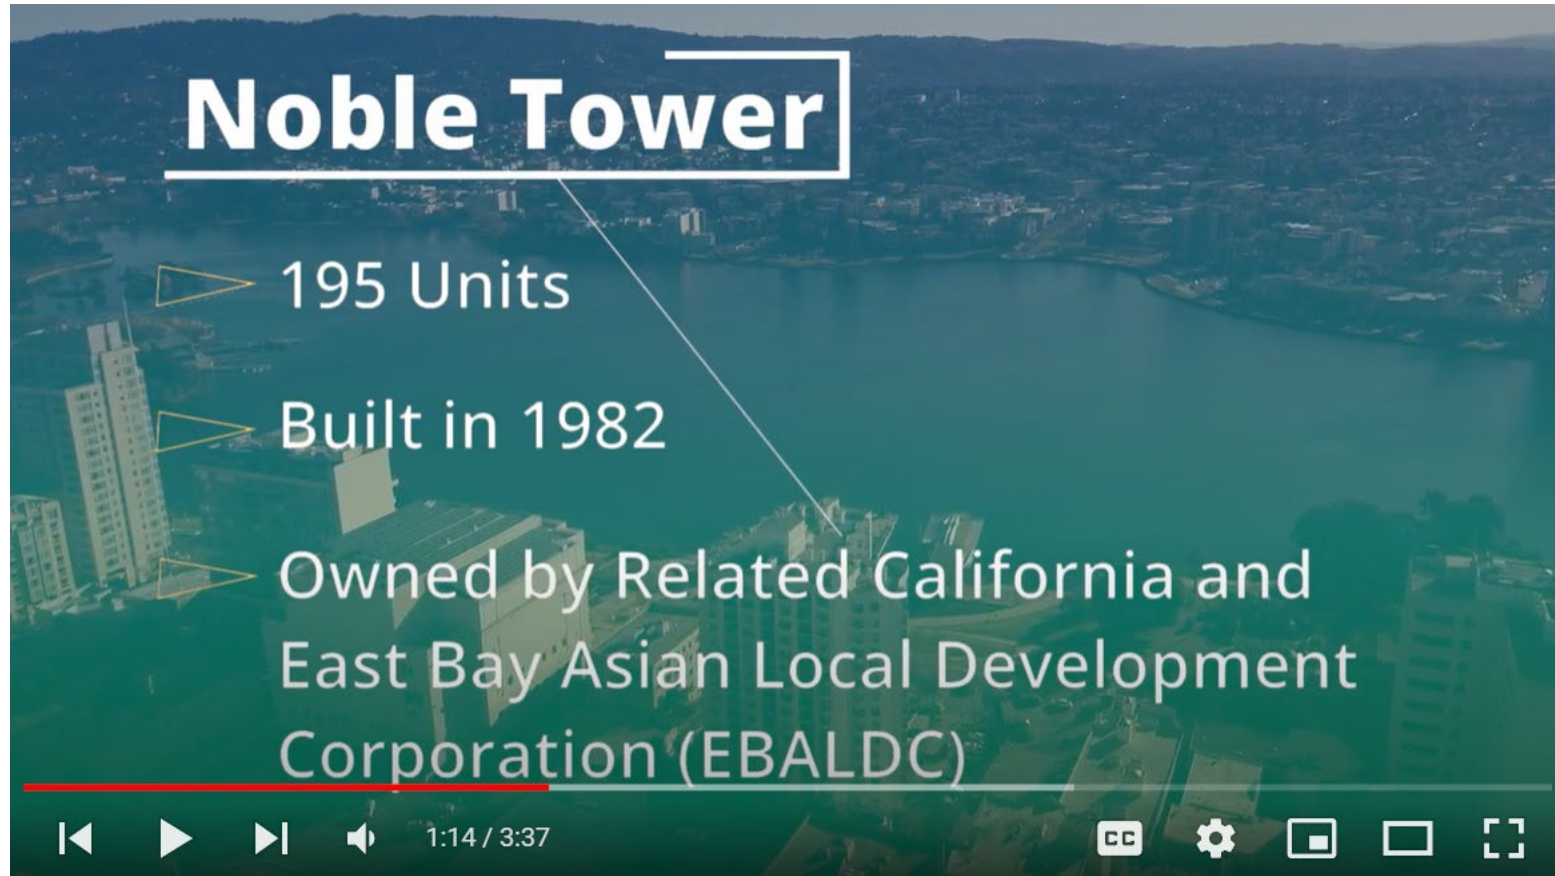 Noble Tower
195 Units
Built in 1982
Owned by Related California and
East Bay Asian Local Development
Corporation (EBALDC)
1:14 / 3:37
CC